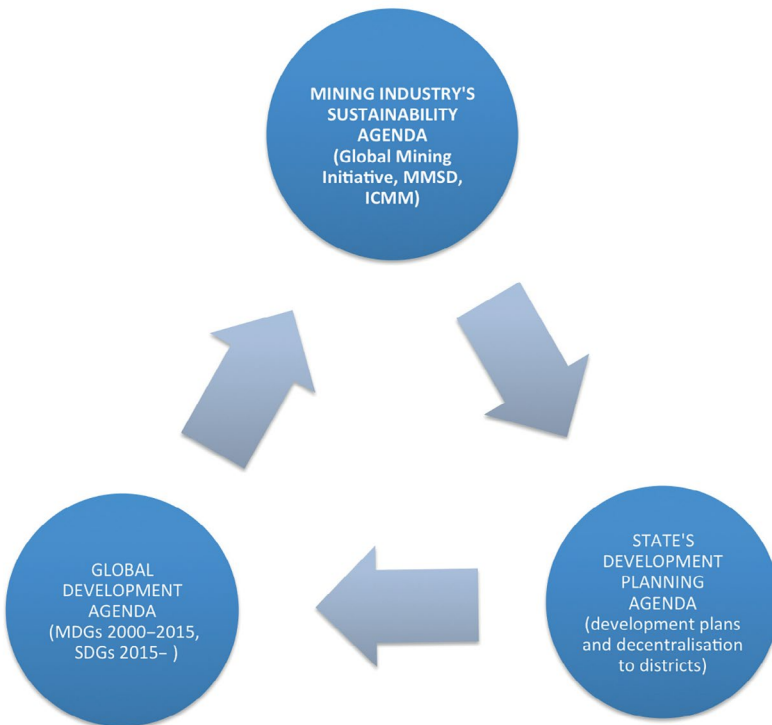 MINING INDUSTRY'S
SUSTAINABILITY
AGENDA
(Global Mining
Initiative, MMSD,
ICMM)
STATE'S
DEVELOPMENT
PLANNING
AGENDA
(development plans
and decentralisation
to districts)
GLOBAL
DEVELOPMENT
AGENDA
(MDGs 2000–2015,
SDGs 2015– )